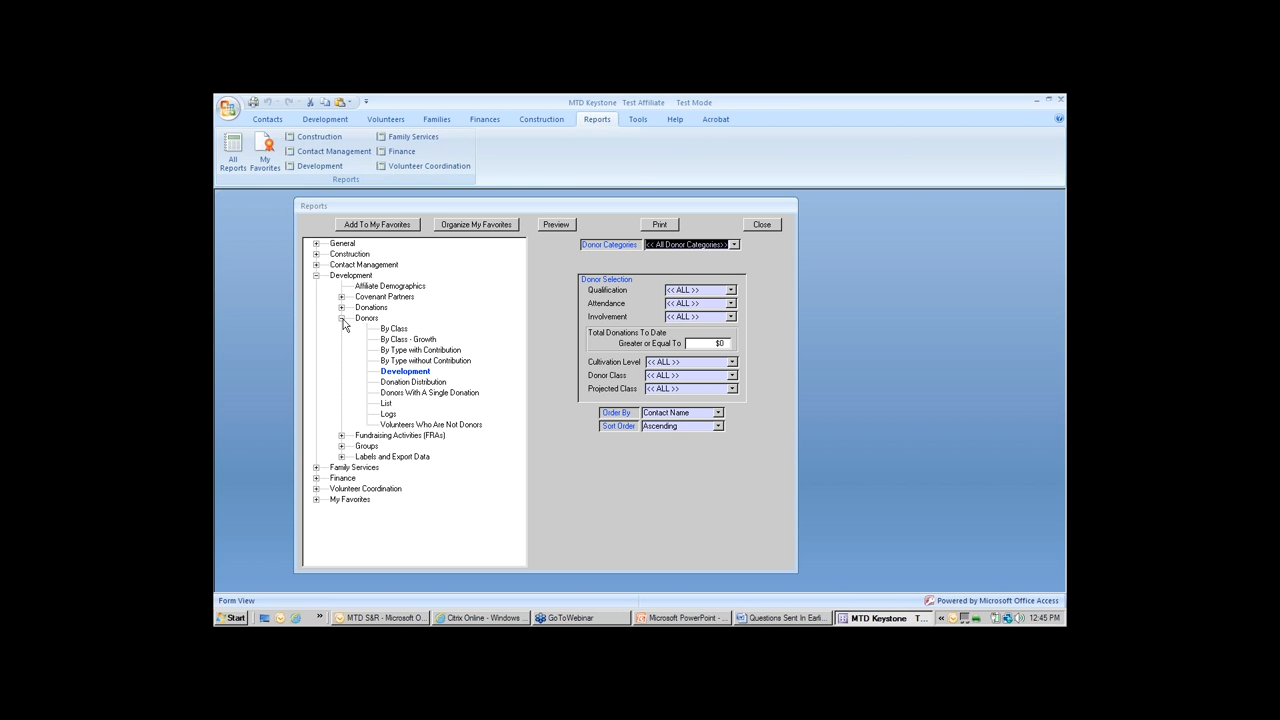 MTD Keystone Test Affiliate Test Mode
Contacts Development Volunteers Families Finances Construction Reports Tools Help Acrobat
All Reports
My Favorites
Construction
Contact Management
Development
Family Services
Finance
Volunteer Coordination
Reports
Reports
Add To My Favorites Organize My Favorites Preview Print Close
General
Construction
Contact Management
Development
Affiliate Demographics
Covenant Partners
Donations
Donors
By Class
By Class - Growth
By Type with Contribution
By Type without Contribution
Development
Donation Distribution
Donors With A Single Donation
List
Logs
Volunteers Who Are Not Donors
Fundraising Activities (FRAs)
Groups
Labels and Export Data
Family Services
Finance
Volunteer Coordination
My Favorites
Donor Categories << All Donor Categories>>
Donor Selection
Qualification << ALL >>
Attendance << ALL >>
Involvement << ALL >>
Total Donations To Date
Greater or Equal To $0
Cultivation Level << ALL >>
Donor Class << ALL >>
Projected Class << ALL >>
Order By Contact Name
Sort Order Ascending
Form View Powered by Microsoft Office Access
Start » MTD S&R - Microsoft O... Citrix Online - Windows ... GoToWebinar Microsoft PowerPoint - ... Questions Sent In Earli... MTD Keystone T... « 12:45 PM